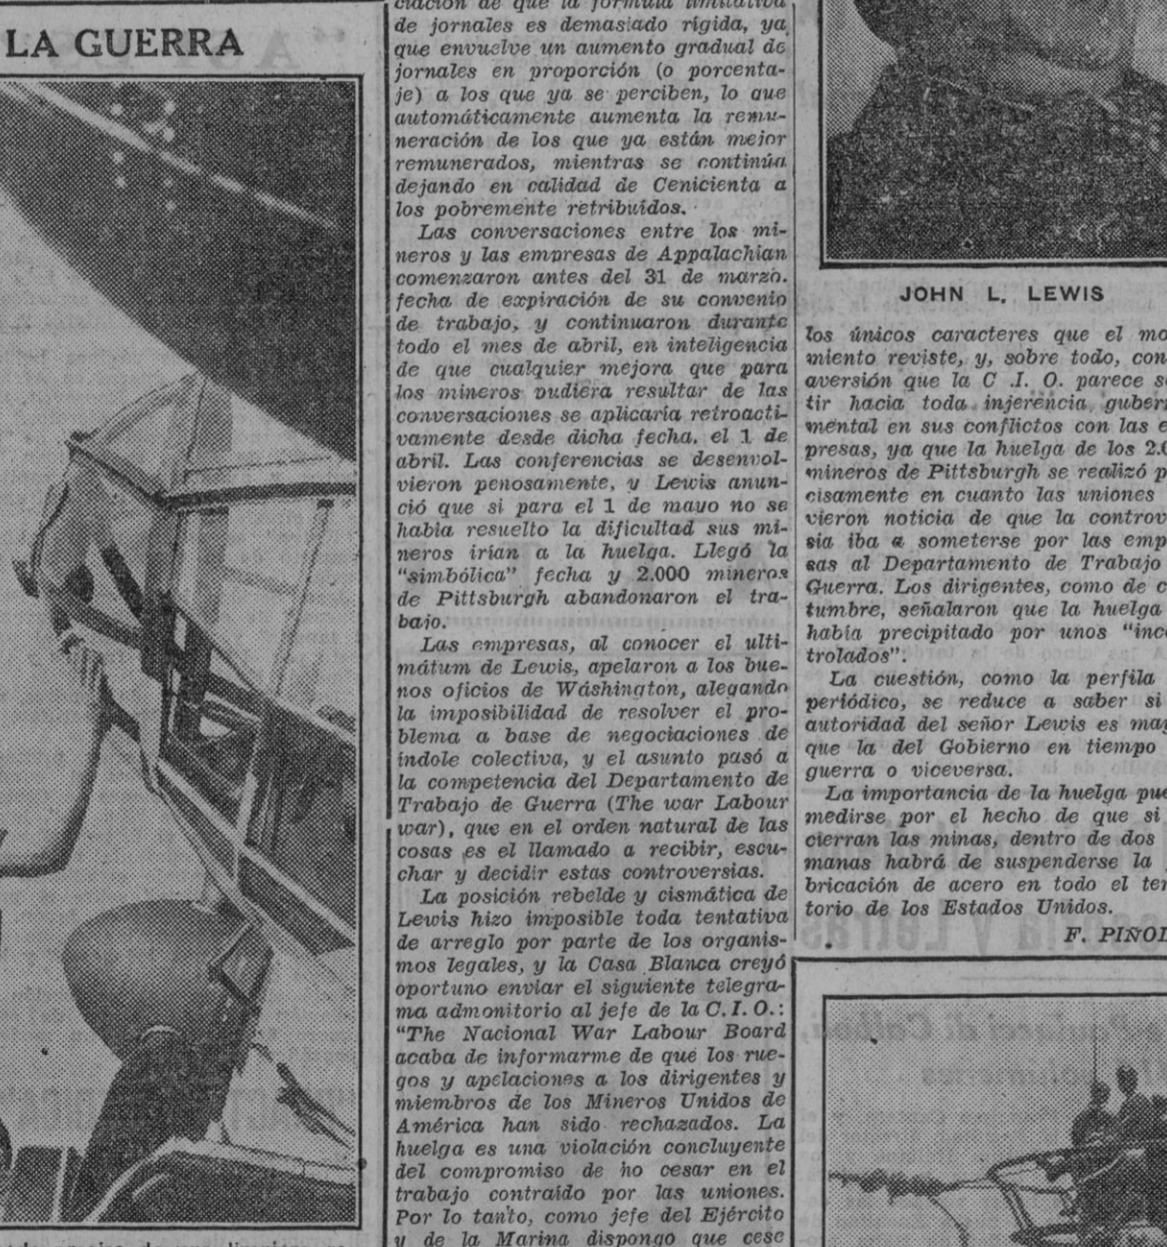 LA GUERRA
ciación de que la fórmula limitativa
de jornales es demasiado rígida, ya
que envuelve un aumento gradual de
jornales en proporción (o porcenta-
je) a los que ya se perciben, lo que
automáticamente aumenta la remu-
neración de los que ya están mejor
remunerados, mientras se continúa
dejando en calidad de Cenicienta a
los pobremente retribuídos.
Las conversaciones entre los mi-
neros y las empresas de Appalachian
comenzaron antes del 31 de marzo.
fecha de expiración de su convenio
de trabajo, y continuaron durante
todo el mes de abril, en inteligencia
de que cualquier mejora que para
los mineros pudiera resultar de las
conversaciones se aplicaría retroacti-
vamente desde dicha fecha, el 1 de
abril. Las conferencias se desenvol-
vieron penosamente, y Lewis anun-
ció que si para el 1 de mayo no se
había resuelto la dificultad sus mi-
neros irían a la huelga. Llegó la
"simbólica" fecha y 2.000 mineros
de Pittsburgh abandonaron el tra-
bajo.
Las empresas, al conocer el ulti-
mátum de Lewis, apelaron a los bue-
nos oficios de Wáshington, alegando
la imposibilidad de resolver el pro-
blema a base de negociaciones de
índole colectiva, y el asunto pasó a
la competencia del Departamento de
Trabajo de Guerra (The war Labour
war), que en el orden natural de las
cosas es el llamado a recibir, escu-
char y decidir estas controversias.
La posición rebelde y cismática de
Lewis hizo imposible toda tentativa
de arreglo por parte de los organis-
mos legales, y la Casa Blanca creyó
oportuno enviar el siguiente telegra-
ma admonitorio al jefe de la C. I. O.:
"The Nacional War Labour Board
acaba de informarme de que los rue-
gos y apelaciones a los dirigentes y
miembros de los Mineros Unidos de
América han sido rechazados. La
huelga es una violación concluyente
del compromiso de no cesar en el
trabajo contraído por las uniones.
Por lo tanto, como jefe del Ejército
y de la Marina dispongo que cese
JOHN L. LEWIS
los únicos caracteres que el mo
miento reviste, y, sobre todo, con
aversión que la C .I. O. parece se
tir hacia toda injerencia gubern
mental en sus conflictos con las e
presas, ya que la huelga de los 2.0
mineros de Pittsburgh se realizó p
cisamente en cuanto las uniones
vieron noticia de que la controv
sia iba a someterse por las emp
sas al Departamento de Trabajo
Guerra. Los dirigentes, como de c
tumbre, señalaron que la huelga
había precipitado por unos "inco
trolados".
La cuestión, como la perfila
periódico, se reduce a saber si
autoridad del señor Lewis es may
que la del Gobierno en tiempo
guerra o viceversa.
La importancia de la huelga pue
medirse por el hecho de que si
cierran las minas, dentro de dos
manas habrá de suspenderse la
bricación de acero en todo el ter
torio de los Estados Unidos.
F. PIÑOL